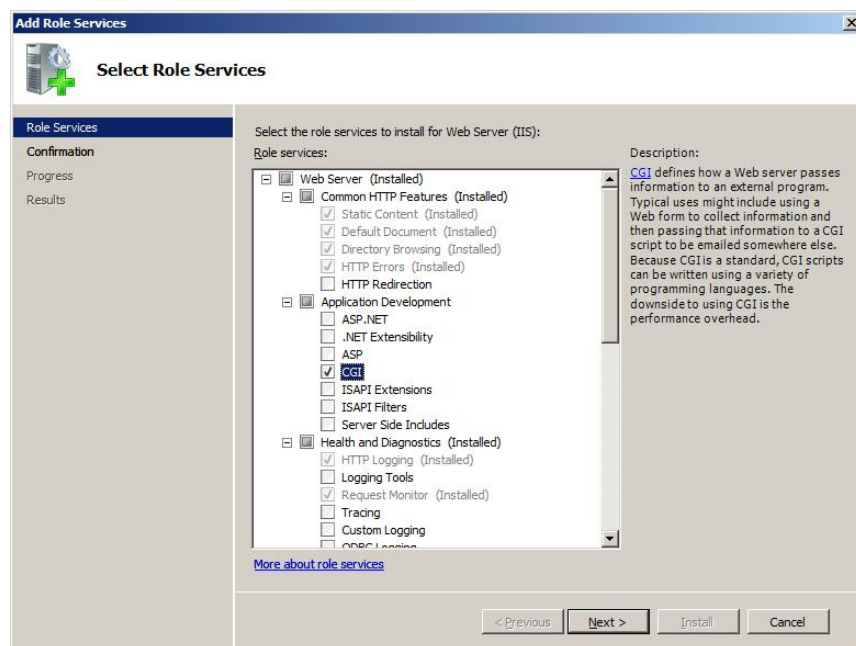 Add Role Services
Select Role Services
Role Services
Confirmation
Progress
Results
Select the role services to install for Web Server (IIS):
Role services:
Web Server (Installed)
Common HTTP Features (Installed)
Static Content (Installed)
Default Document (Installed)
Directory Browsing (Installed)
HTTP Errors (Installed)
HTTP Redirection
Application Development
ASP.NET
.NET Extensibility
ASP
CGI
ISAPI Extensions
ISAPI Filters
Server Side Includes
Health and Diagnostics (Installed)
HTTP Logging (Installed)
Logging Tools
Request Monitor (Installed)
Tracing
Custom Logging
ODBC Logging
More about role services
Description:
CGI defines how a Web server passes
information to an external program.
Typical uses might include using a
Web form to collect information and
then passing that information to a CGI
script to be emailed somewhere else.
Because CGI is a standard, CGI scripts
can be written using a variety of
programming languages. The
downside to using CGI is the
performance overhead.
< Previous
Next >
Install
Cancel